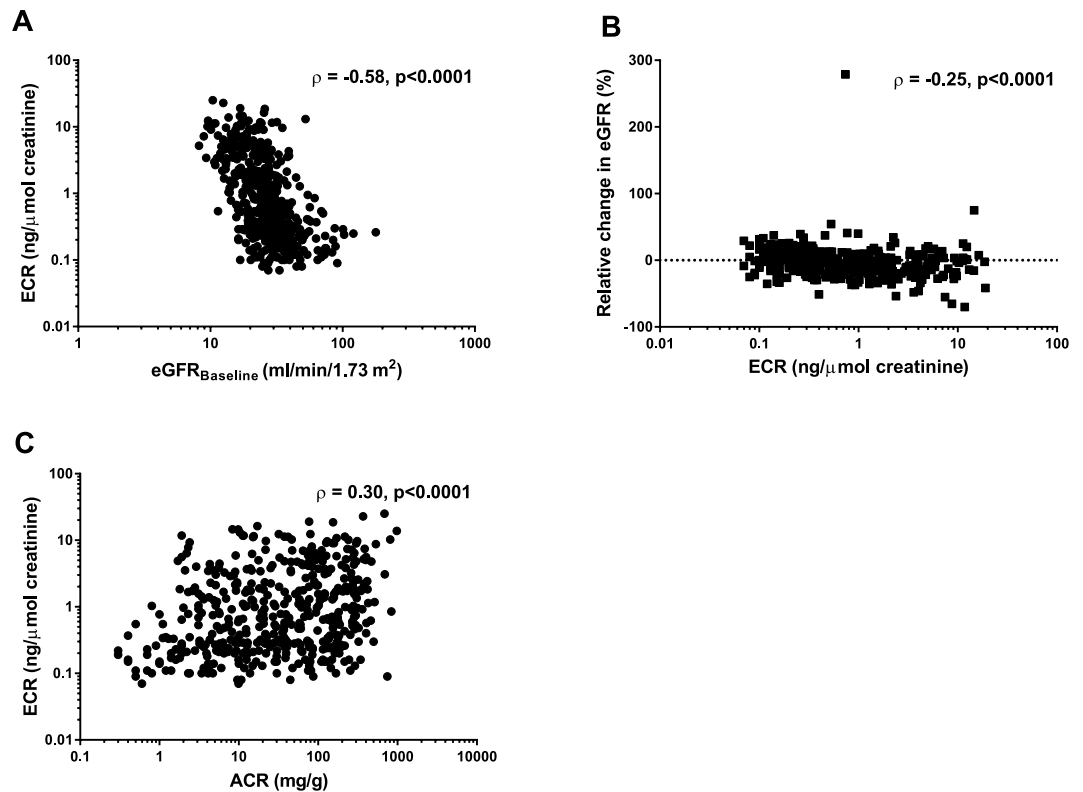 A
ρ = -0.58, p<0.0001
100
10
1
0.1
0.01
ECR (ng/μmol creatinine)
1 10 100 1000
eGFRBaseline (ml/min/1.73 m²)
B
ρ = -0.25, p<0.0001
300
200
100
0
-100
Relative change in eGFR (%)
0.01 0.1 1 10 100
ECR (ng/μmol creatinine)
C
ρ = 0.30, p<0.0001
100
10
1
0.1
0.01
ECR (ng/μmol creatinine)
0.1 1 10 100 1000 10000
ACR (mg/g)